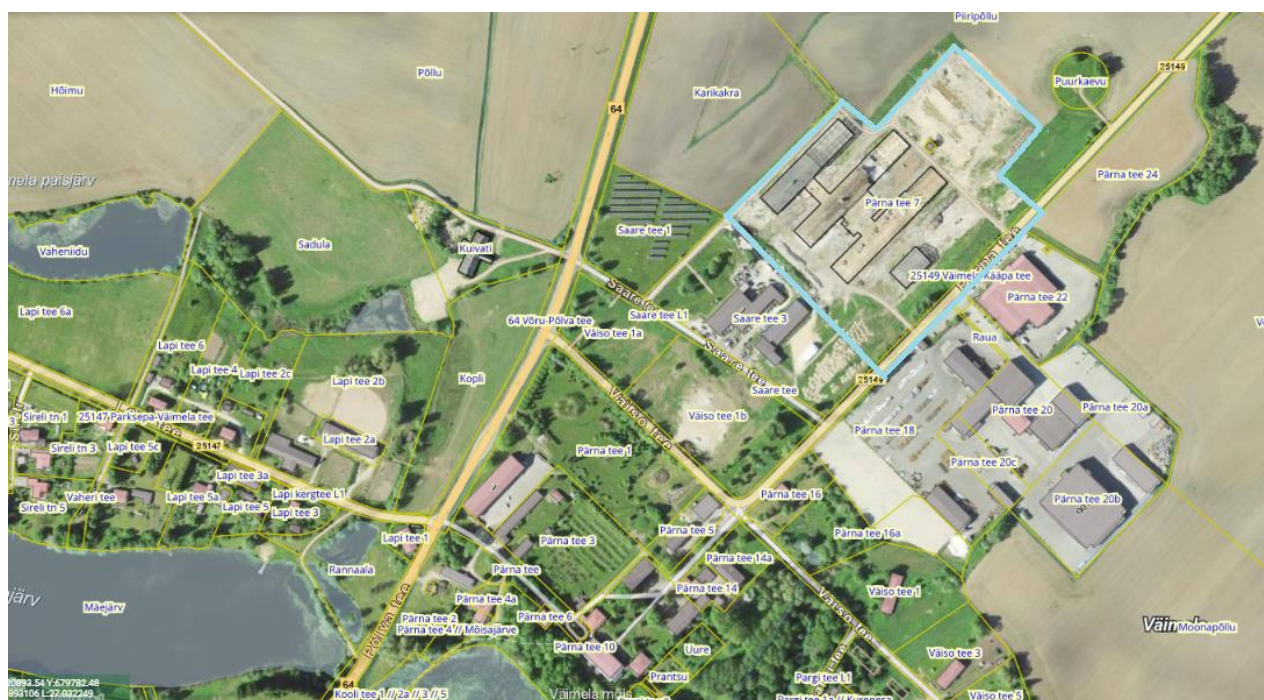 Piiripõllu
Põllu
Hõimu
Karikakra
Puurkaevu
25149
64
Pärna tee 24
Pärna tee 7
Saare tee 1
Sadula
Kuivati
Vaheniidu
25149 Väimela-Kääpa tee
Pärna tee 22
Lapi tee 6a
Saare tee L1
Saare tee 3
64 Võru-Põlva tee
Väiso tee 1a
Raua
Lapi tee 6
Lapi tee 4
Lapi tee 2c
Lapi tee 2b
Kopli
Saare tee
Saare tee
25149
Pärna tee 20
Pärna tee 20a
Sireli tn 1
25147 Parksepa-Väimela tee
Väiso tee 1b
Väiso tee
Pärna tee 18
Lapi tee 2a
Sireli tn 3
Lapi tee 5c
25147
Pärna tee 1
Pärna tee 20c
Lapi tee 3a
Vaheri tee
Lapi tee 5a
Lapi kergtee L1
Pärna tee 16
Pärna tee 20b
Sireli tn 5
Lapi tee 5
Lapi tee 3
Pärna tee 5
Pärna tee 16a
Lapi tee 1
Pärna tee 3
Pärna tee 14a
Rannaala
Pärna tee
Pärna tee 14
Väiso tee 1
Mäejärv
Pärna tee 4a
Väiso tee
Põlva tee
Pärna tee 2
Pärna tee 6
Pärna tee 4 // Mõisajärve
Pärna tee 10
Uure
Moonapõllu
Väiso tee 3
Prantsu
Pargi tee L1
64
Kooli tee 1 // 2a // 3 // 5
Väimela mõis
Väiso tee 5